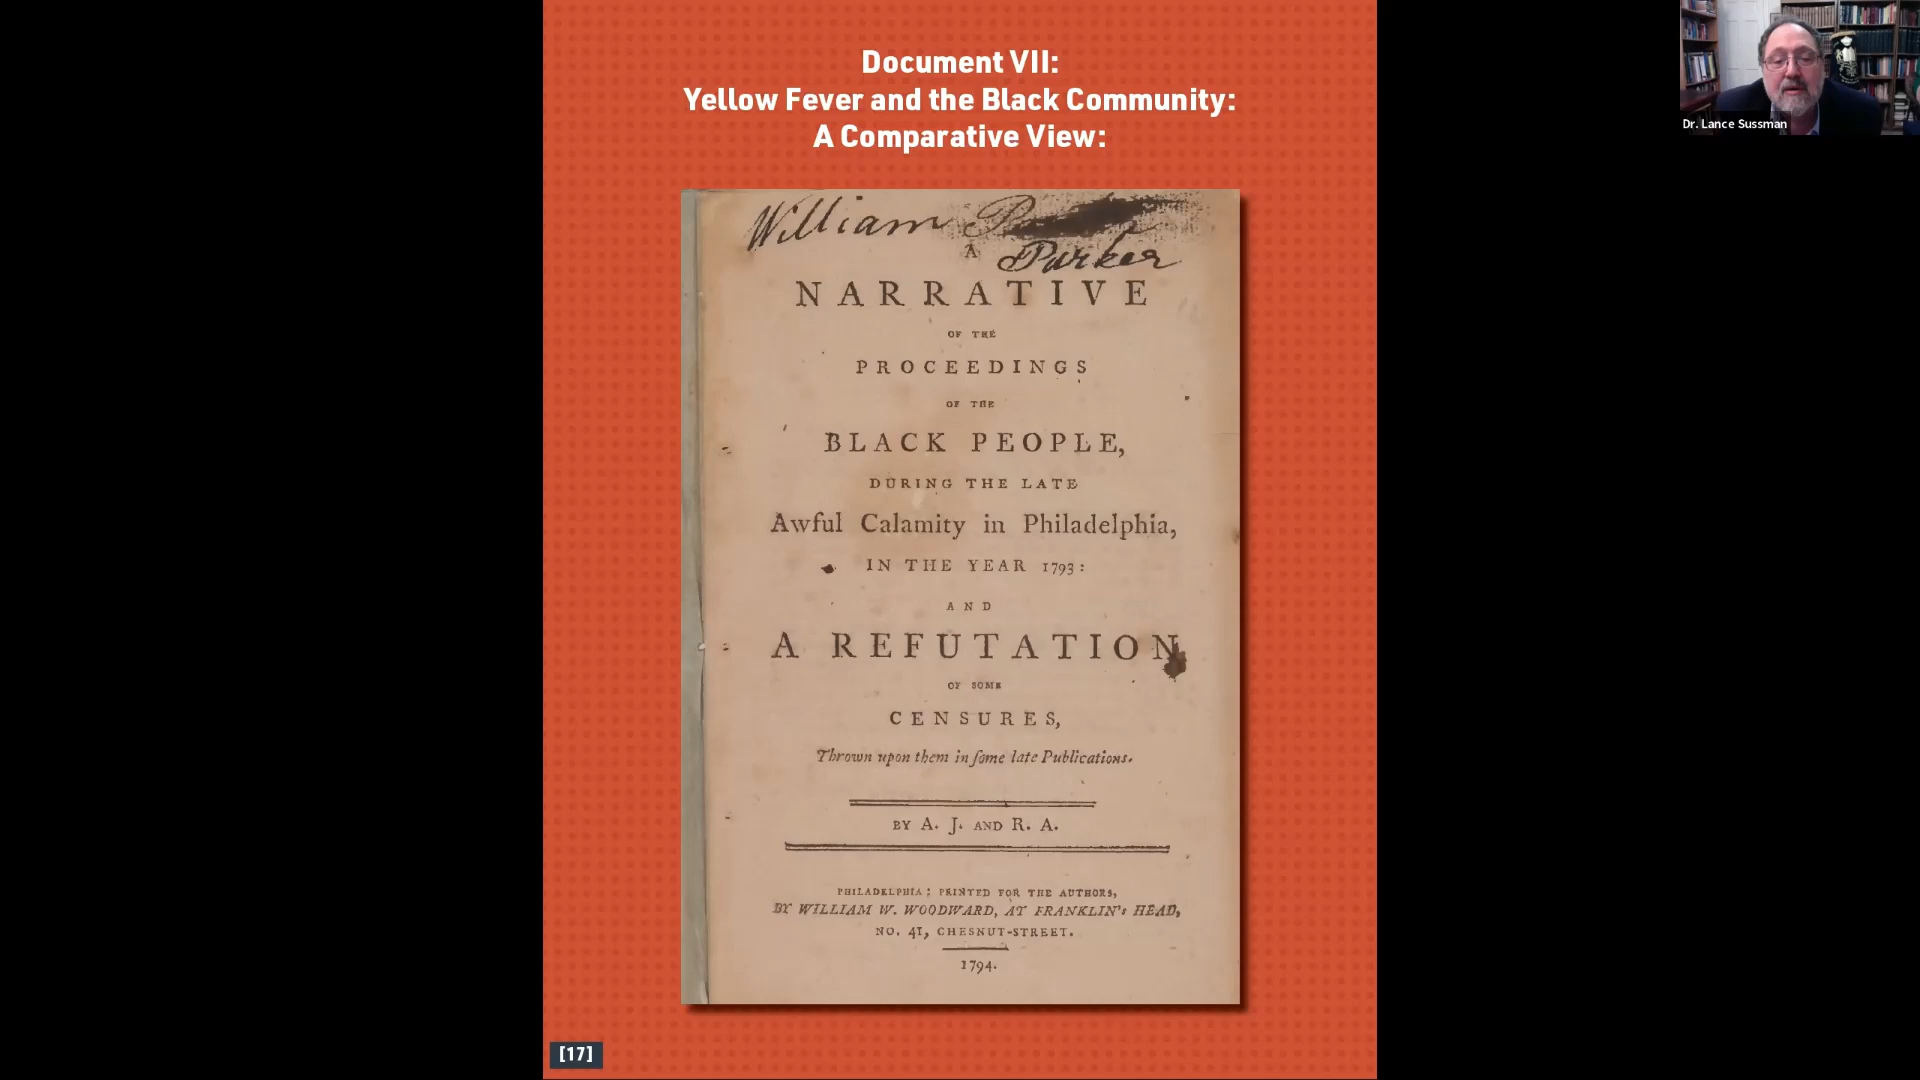 Document VII:
Yellow Fever and the Black Community:
A Comparative View:
William
A
Parker
NARRATIVE
OF THE
PROCEEDINGS
OF THE
BLACK PEOPLE,
DURING THE LATE
Awful Calamity in Philadelphia,
IN THE YEAR 1793:
AND
A REFUTATION
OF SOME
CENSURES,
Thrown upon them in ſome late Publications.
BY A. J. AND R. A.
PHILADELPHIA: PRINTED FOR THE AUTHORS,
BY WILLIAM W. WOODWARD, AT FRANKLIN's HEAD,
NO. 41, CHESNUT-STREET.
1794.
[17]
Dr. Lance Sussman